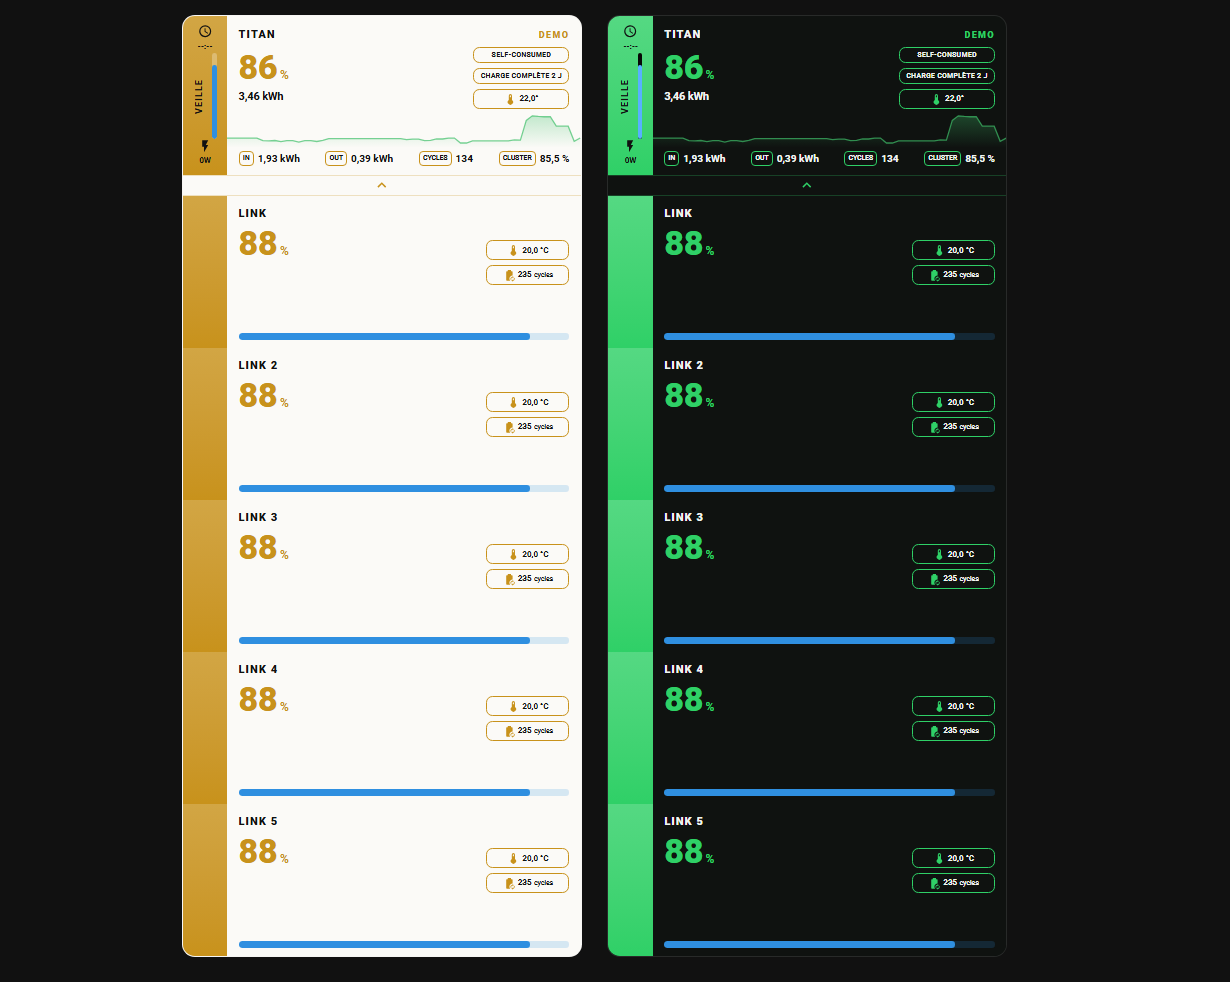 TITAN
DEMO
--:--
VEILLE
0W
86%
3,46 kWh
SELF-CONSUMED
CHARGE COMPLÈTE 2 J
22,0°
IN 1,93 kWh
OUT 0,39 kWh
CYCLES 134
CLUSTER 85,5 %
LINK
88%
20,0 °C
235 cycles
LINK 2
88%
20,0 °C
235 cycles
LINK 3
88%
20,0 °C
235 cycles
LINK 4
88%
20,0 °C
235 cycles
LINK 5
88%
20,0 °C
235 cycles
TITAN
DEMO
--:--
VEILLE
0W
86%
3,46 kWh
SELF-CONSUMED
CHARGE COMPLÈTE 2 J
22,0°
IN 1,93 kWh
OUT 0,39 kWh
CYCLES 134
CLUSTER 85,5 %
LINK
88%
20,0 °C
235 cycles
LINK 2
88%
20,0 °C
235 cycles
LINK 3
88%
20,0 °C
235 cycles
LINK 4
88%
20,0 °C
235 cycles
LINK 5
88%
20,0 °C
235 cycles